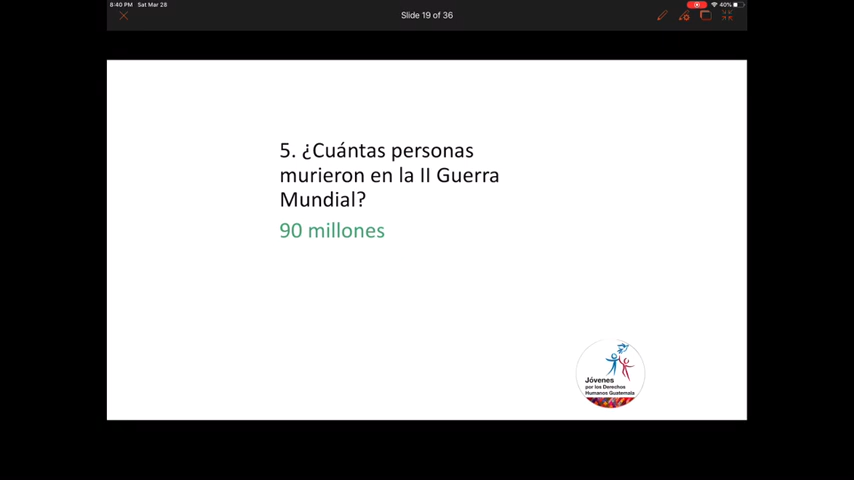 8:40 PM Sat Mar 28
40%
Slide 19 of 36
5. ¿Cuántas personas
murieron en la II Guerra
Mundial?
90 millones
Jóvenes
por los Derechos
Humanos Guatemala